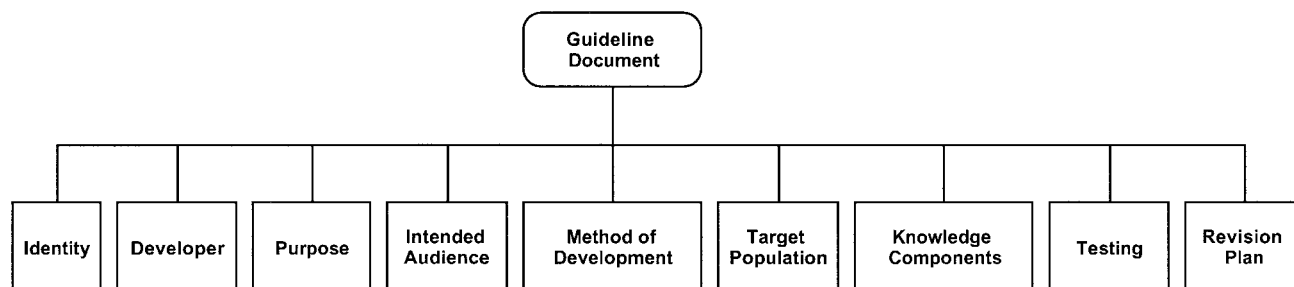 Guideline
Document
Identity
Developer
Purpose
Intended
Audience
Method of
Development
Target
Population
Knowledge
Components
Testing
Revision
Plan